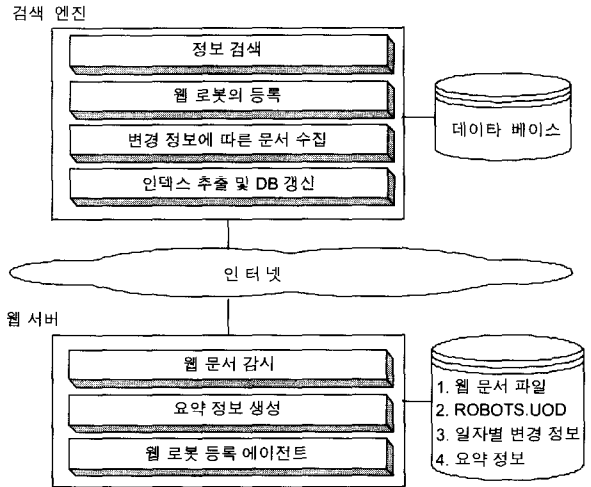 검색 엔진
정보 검색
웹 로봇의 등록
변경 정보에 따른 문서 수집
인덱스 추출 및 DB 갱신
데이타 베이스
인터넷
웹 서버
웹 문서 감시
요약 정보 생성
웹 로봇 등록 에이전트
1. 웹 문서 파일
2. ROBOTS.UOD
3. 일자별 변경 정보
4. 요약 정보